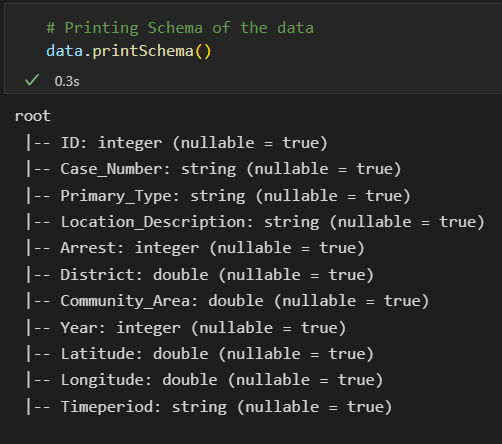 # Printing Schema of the data
data.printSchema()
0.3s
root
|-- ID: integer (nullable = true)
|-- Case_Number: string (nullable = true)
|-- Primary_Type: string (nullable = true)
|-- Location_Description: string (nullable = true)
|-- Arrest: integer (nullable = true)
|-- District: double (nullable = true)
|-- Community_Area: double (nullable = true)
|-- Year: integer (nullable = true)
|-- Latitude: double (nullable = true)
|-- Longitude: double (nullable = true)
|-- Timeperiod: string (nullable = true)